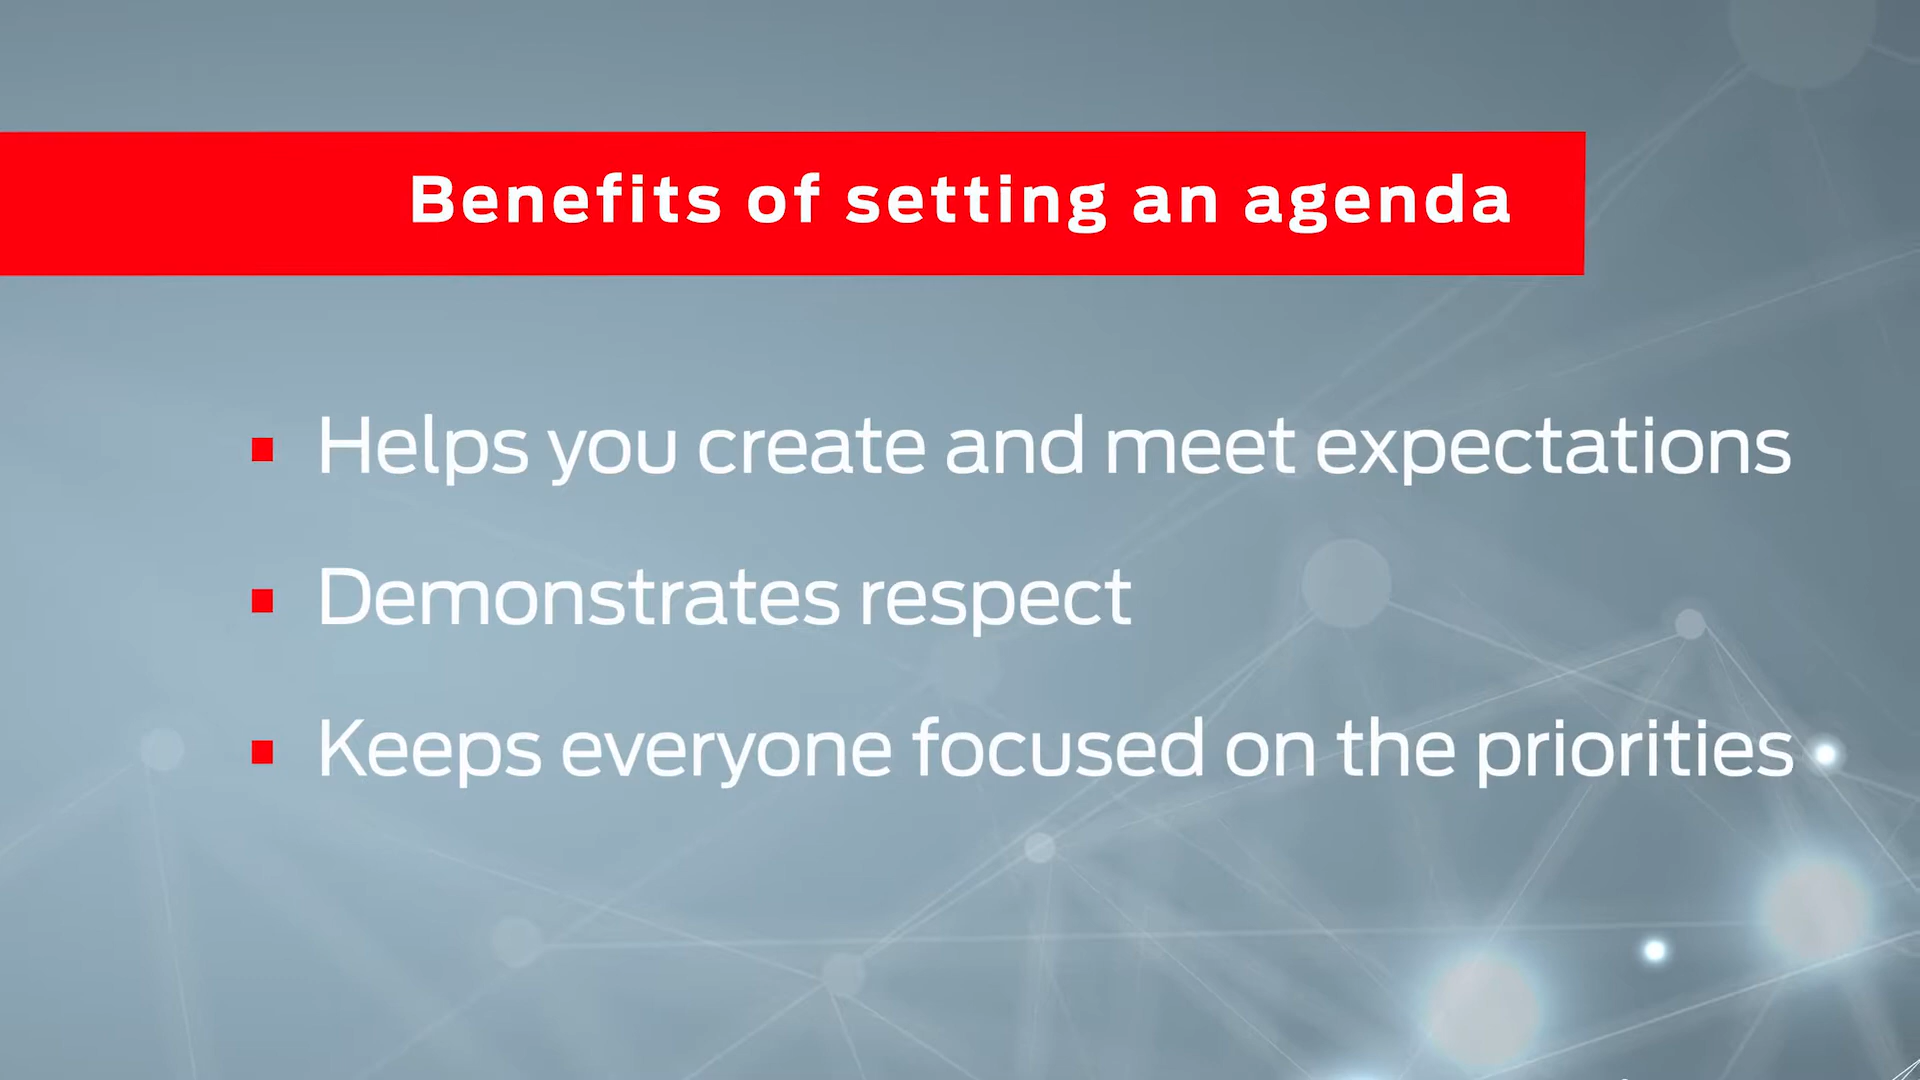 Benefits of setting an agenda
Helps you create and meet expectations
Demonstrates respect
Keeps everyone focused on the priorities